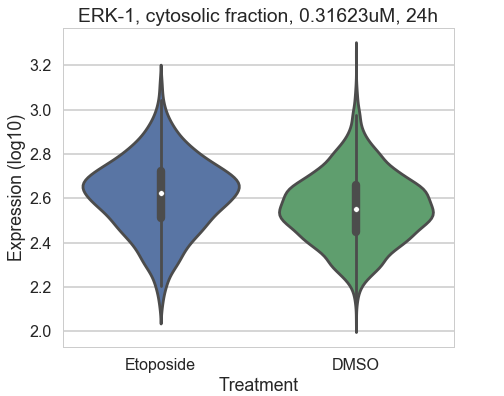 ERK-1, cytosolic fraction, 0.31623uM, 24h
Expression (log10)
3.2
3.0
2.8
2.6
2.4
2.2
2.0
Etoposide DMSO
Treatment